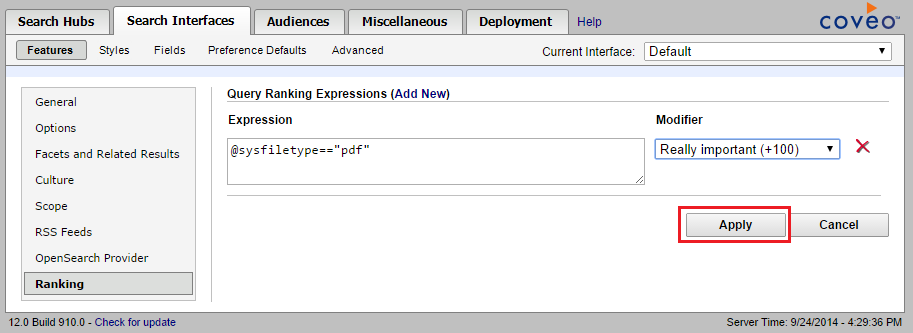 Search Hubs Search Interfaces Audiences Miscellaneous Deployment Help coveo™
Features Styles Fields Preference Defaults Advanced Current Interface: Default
General
Options
Facets and Related Results
Culture
Scope
RSS Feeds
OpenSearch Provider
Ranking
Query Ranking Expressions (Add New)
Expression Modifier
@sysfiletype=="pdf" Really important (+100)
Apply Cancel
12.0 Build 910.0 - Check for update Server Time: 9/24/2014 - 4:29:36 PM